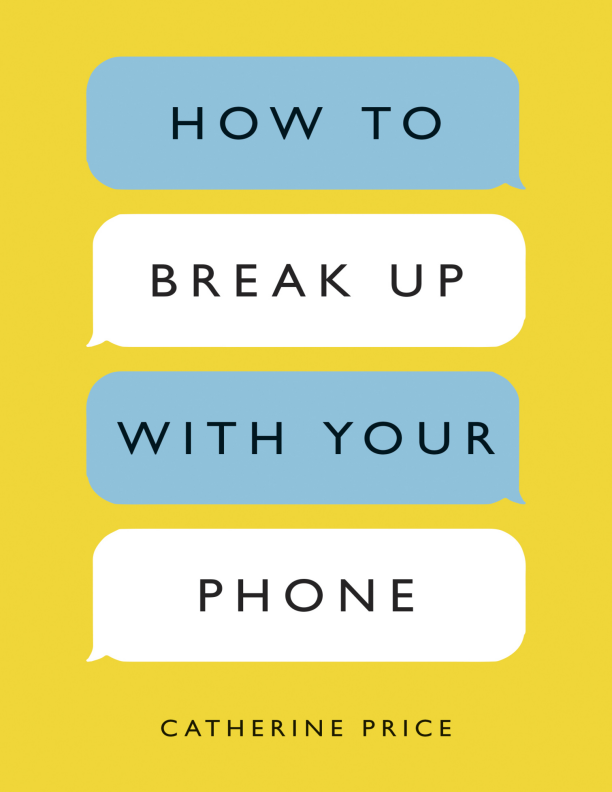 HOW TO
BREAK UP
WITH YOUR
PHONE
CATHERINE PRICE